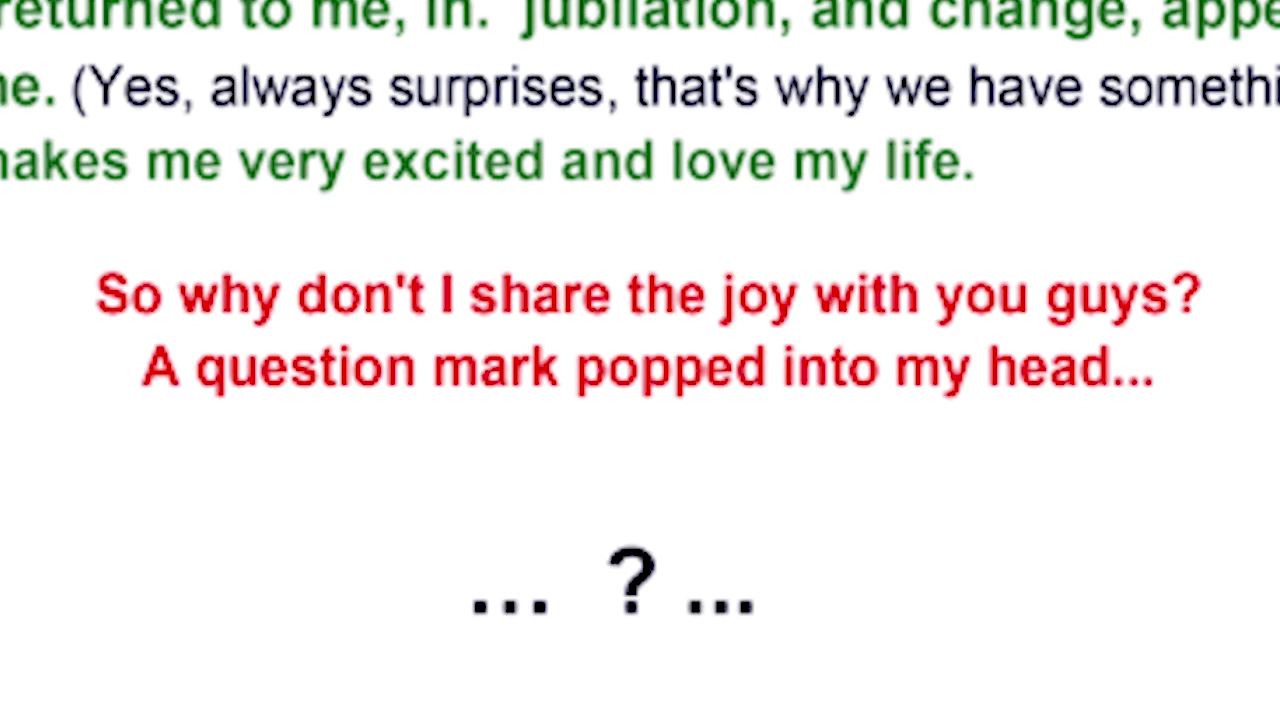 returned to me, in. jubilation, and change, appe
me. (Yes, always surprises, that's why we have somethi
makes me very excited and love my life.
So why don't I share the joy with you guys?
A question mark popped into my head...
... ? ...